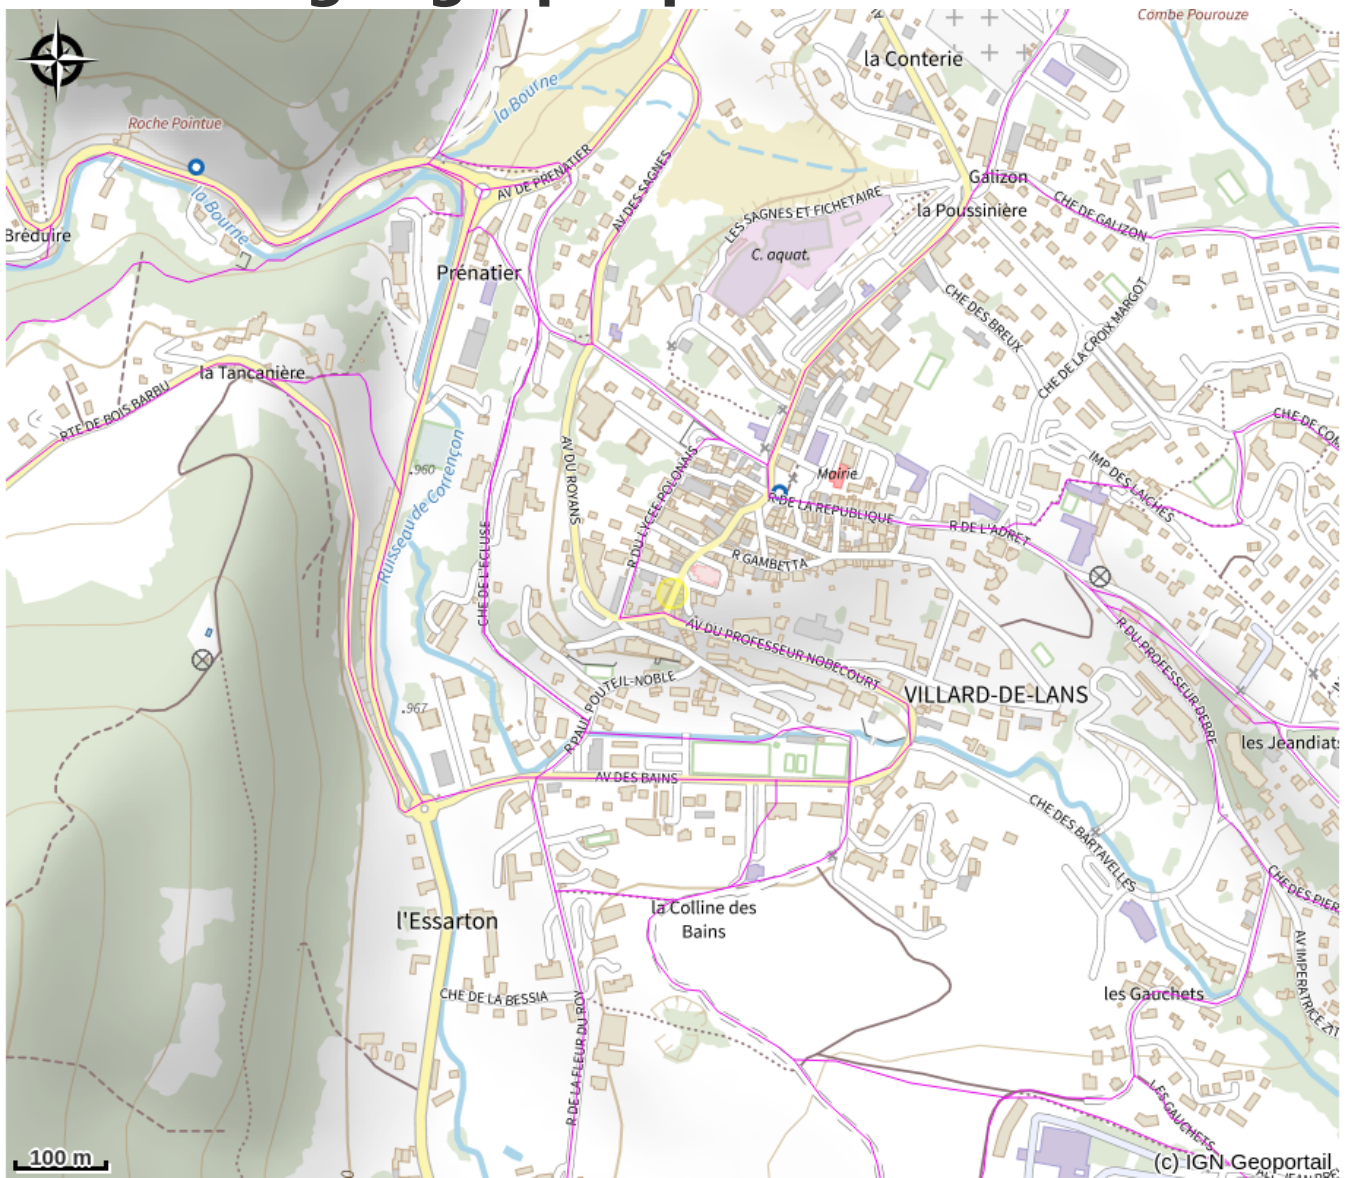 Combe Pourouze
la Conterie
la Bourne
Roche Pointue
AV DE PRENATIER
AV DES SAGNES
Galizon
la Bourne
LES SAGNES ET FICHETAIRE
la Poussinière
CHE DE GALIZON
Bréduire
C. aquat.
Prénatier
CHE DES BREUX
CHE DE LA CROIX MARGOT
la Tancanière
RTE DE BOIS BARBU
CHE DE COM
AV DU ROYANS
R DU LYCEE POLONAIS
Mairie
IMP DES LAICHES
.960
Ruisseau de Corrençon
R DE LA REPUBLIQUE
R DE L'ADRET
CHE DE L'ECLUSE
R GAMBETTA
AV DU PROFESSEUR NOBECOURT
R DU PROFESSEUR DEBRE
R PAUL POUTEIL-NOBLE
VILLARD-DE-LANS
.967
les Jeandiats
AV DES BAINS
CHE DES BARTAVELLES
CHE DES PIER
la Colline des
Bains
l'Essarton
AV IMPERATRICE ZIT
CHE DE LA BESSIA
les Gauchets
R DE LA FLEUR DU ROY
LES GAUCHETS
100 m
(c) IGN Geoportail